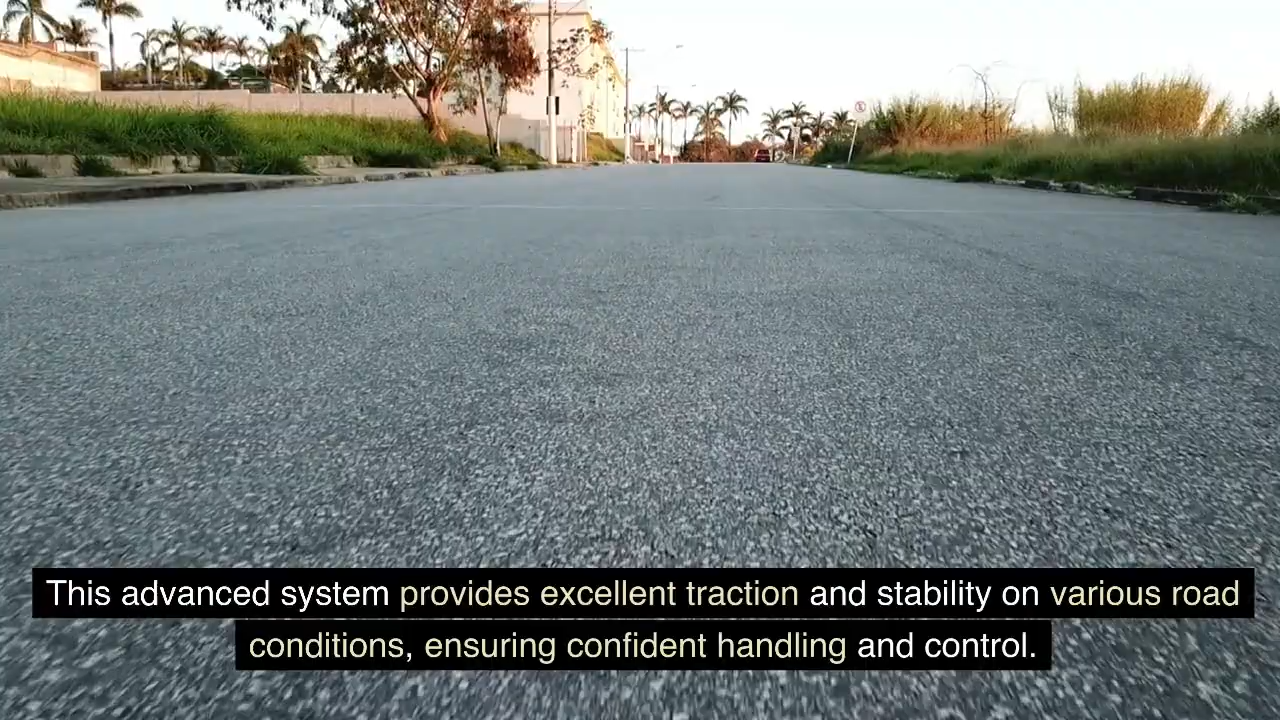 This advanced system provides excellent traction and stability on various road
conditions, ensuring confident handling and control.